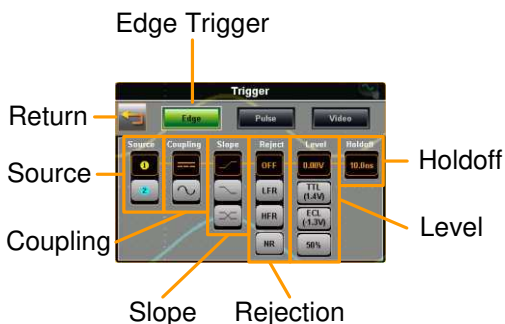 Edge Trigger
Trigger
Return
Edge Pulse Video
Source Coupling Slope Reject Level Holdoff
1 OFF 0.00V 10.0ns
2 LFR TTL (1.4V)
HFR ECL (-1.3V)
NR 50%
Source
Coupling
Holdoff
Level
Slope Rejection